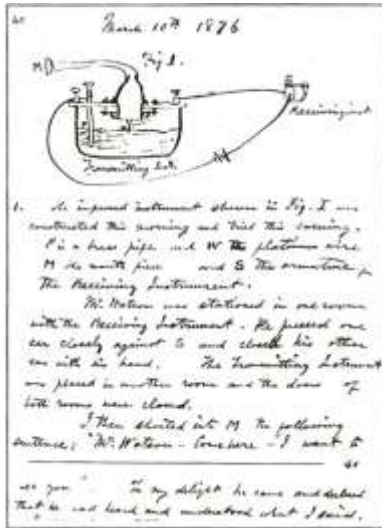 40
March 10th 1876
Fig 1.
M
Receiving Inst.
Transmitting Inst.
1. The improved instrument shown in Fig. I was
constructed this morning and tried this evening.
P is a brass pipe and W the platinum wire
M the mouth piece and S the armature of
the Receiving Instrument.
Mr. Watson was stationed in one room
with the Receiving Instrument. He pressed one
ear closely against S and closed his other
ear with his hand. The Transmitting Instrument
was placed in another room and the doors of
both rooms were closed.
I then shouted into M the following
sentence: "Mr. Watson - Come here - I want to
see you". To my delight he came and declared
that he had heard and understood what I said.